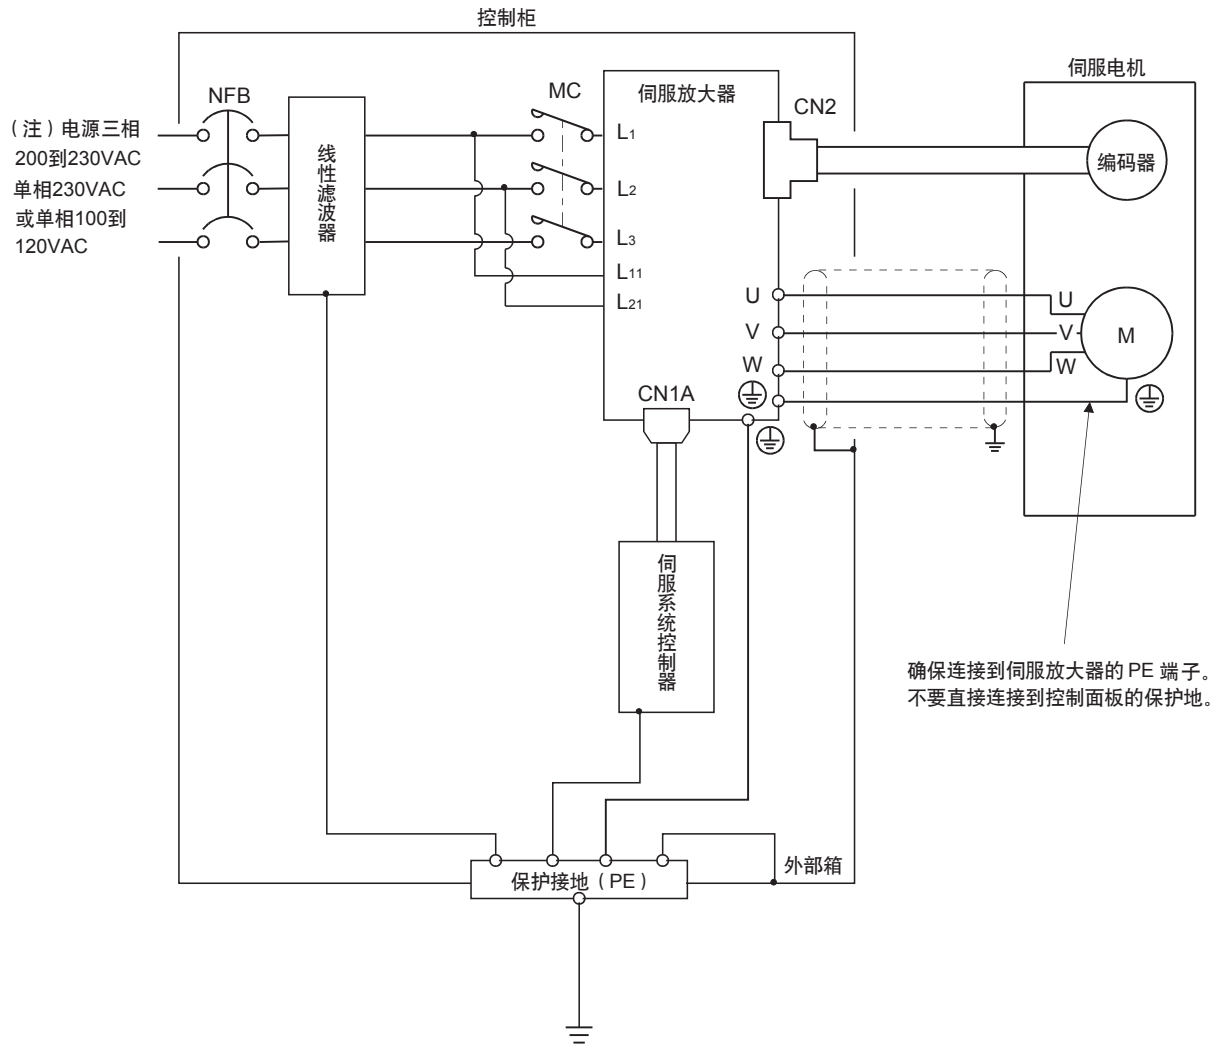 控制柜
NFB
MC
伺服放大器
CN2
伺服电机
（注）电源三相
200到230VAC
单相230VAC
或单相100到
120VAC
线性滤波器
L1
L2
L3
L11
L21
编码器
U
V
W
U
V
W
M
CN1A
伺服系统控制器
确保连接到伺服放大器的 PE 端子。
不要直接连接到控制面板的保护地。
外部箱
保护接地（PE）